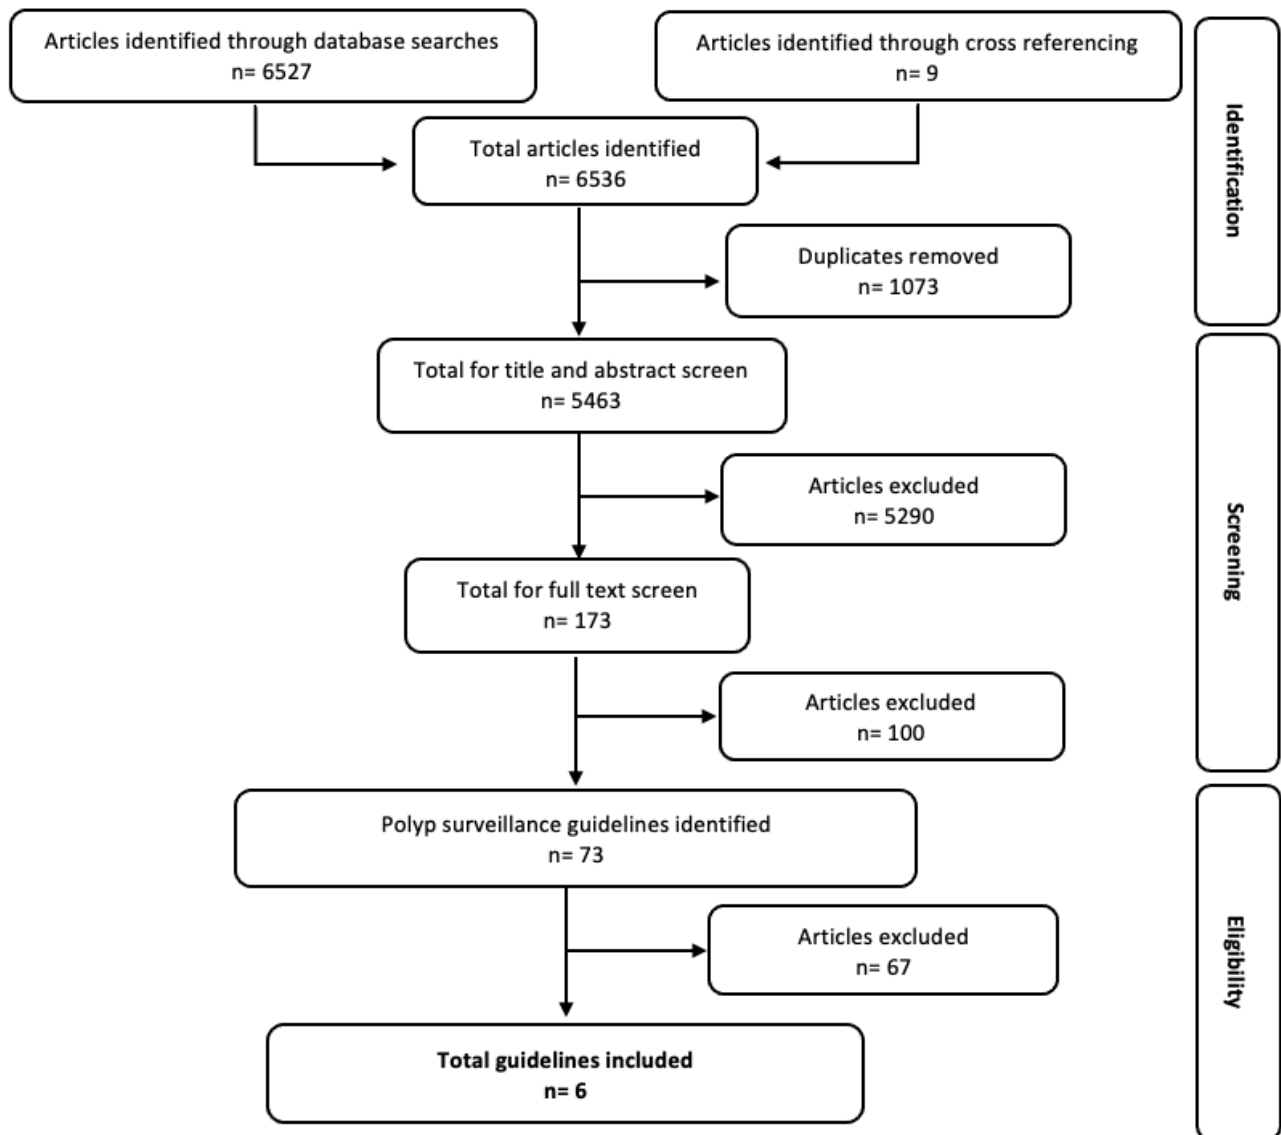 Articles identified through database searches
n= 6527
Articles identified through cross referencing
n= 9
Total articles identified
n= 6536
Duplicates removed
n= 1073
Identification
Total for title and abstract screen
n= 5463
Articles excluded
n= 5290
Total for full text screen
n= 173
Articles excluded
n= 100
Screening
Polyp surveillance guidelines identified
n= 73
Articles excluded
n= 67
Total guidelines included
n= 6
Eligibility